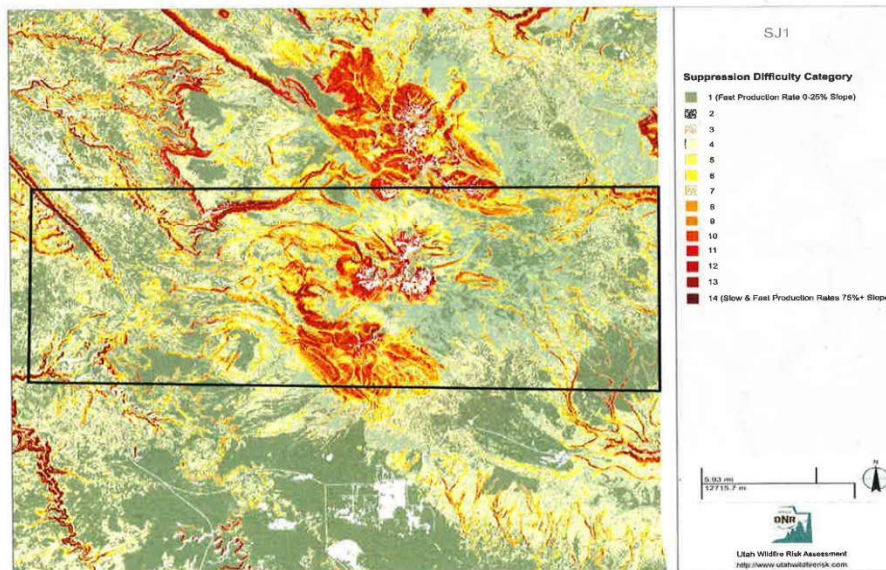 SJ1
Suppression Difficulty Category
1 (Fast Production Rate 0-25% Slope)
2
3
4
5
6
7
8
9
10
11
12
13
14 (Slow & Fast Production Rates 75%+ Slope
N
5.93 mi
12715.7 m
DNR
Utah Wildfire Risk Assessment
http://www.utahwildfirerisk.com